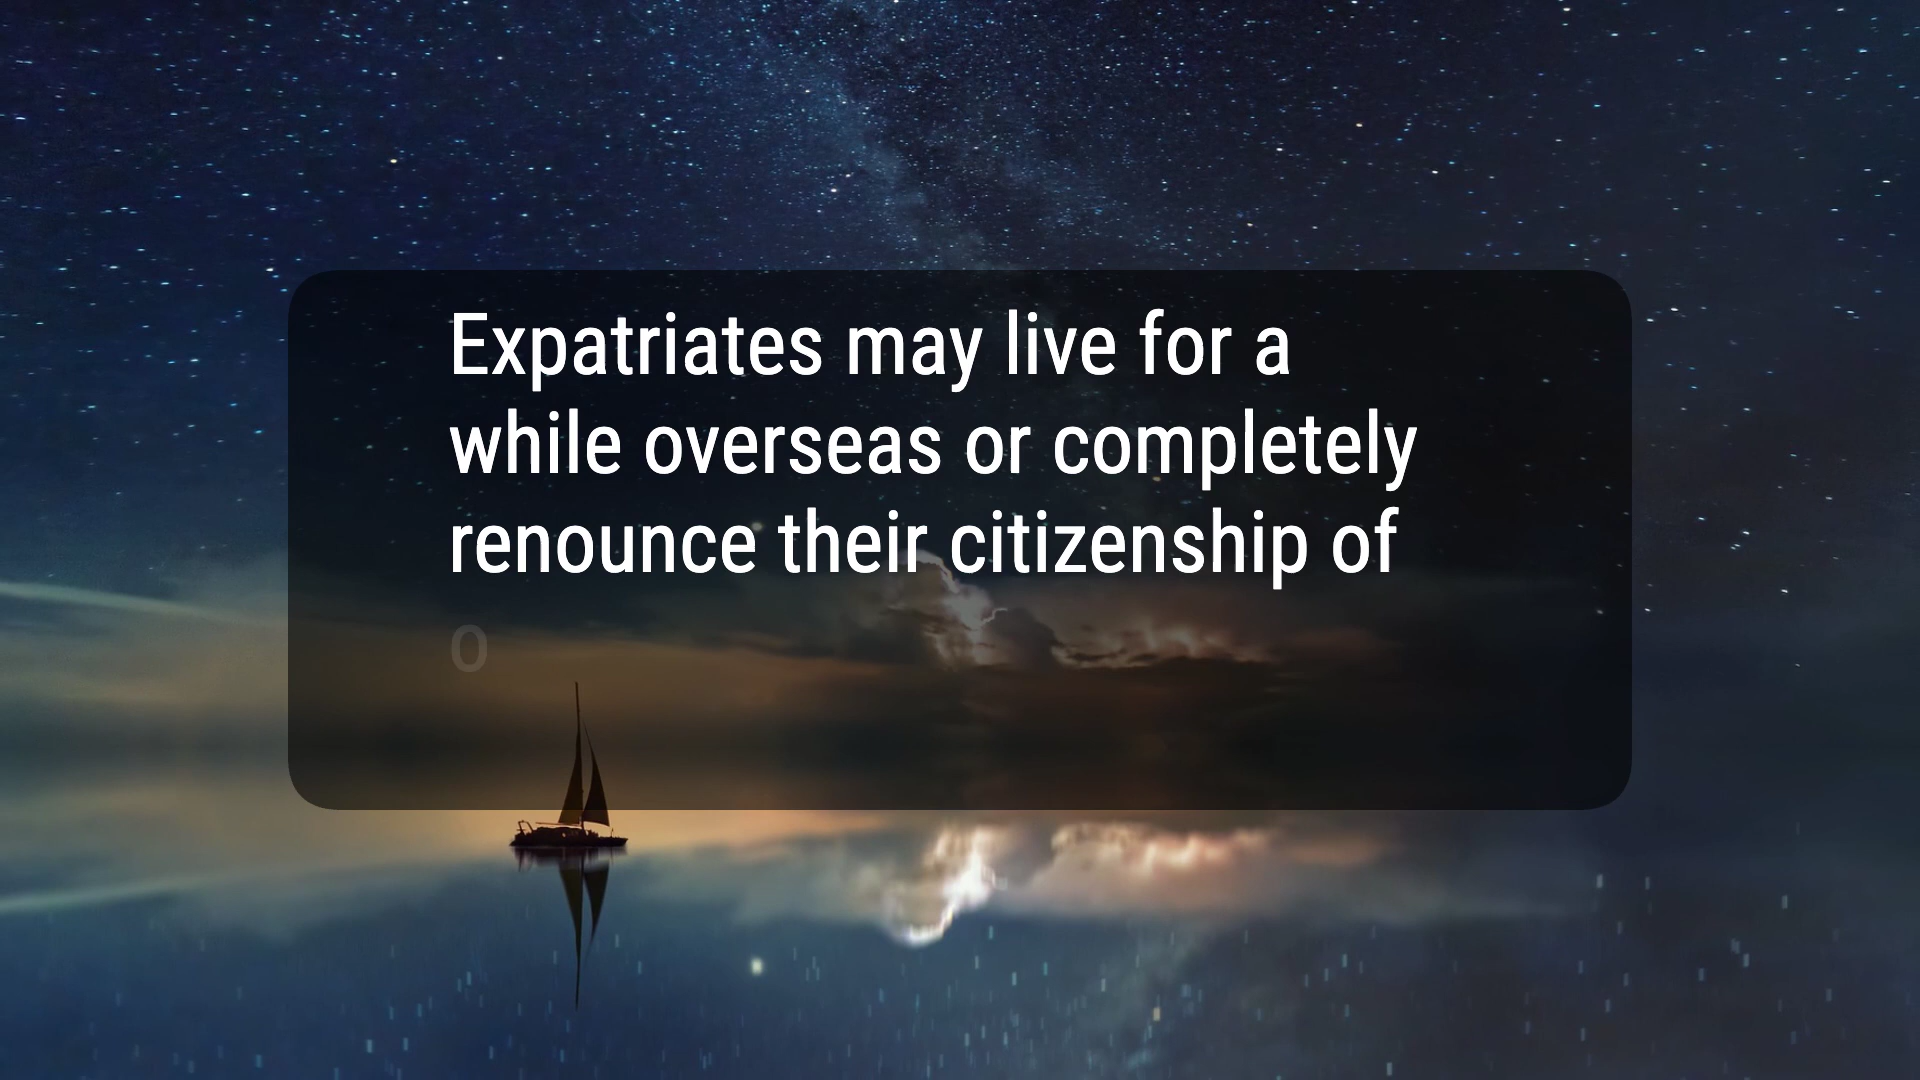 Expatriates may live for a
while overseas or completely
renounce their citizenship of
o